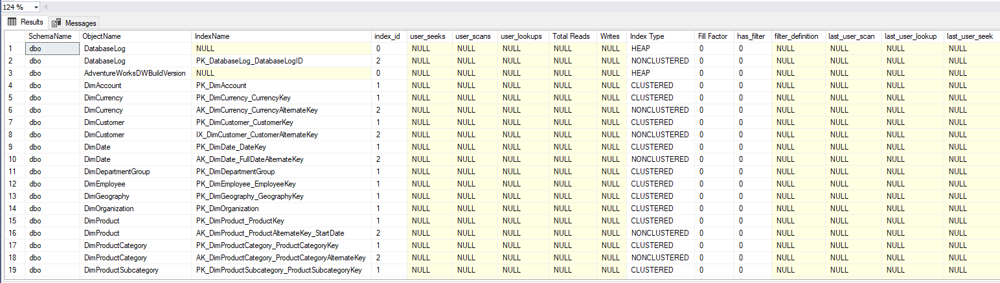 124 %
Results Messages
SchemaName ObjectName IndexName index_id user_seeks user_scans user_lookups Total Reads Writes Index Type Fill Factor has_filter filter_definition last_user_scan last_user_lookup last_user_seek
1 dbo DatabaseLog NULL 0 NULL NULL NULL NULL NULL HEAP 0 0 NULL NULL NULL NULL
2 dbo DatabaseLog PK_DatabaseLog_DatabaseLogID 2 NULL NULL NULL NULL NULL NONCLUSTERED 0 0 NULL NULL NULL NULL
3 dbo AdventureWorksDWBuildVersion NULL 0 NULL NULL NULL NULL NULL HEAP 0 0 NULL NULL NULL NULL
4 dbo DimAccount PK_DimAccount 1 NULL NULL NULL NULL NULL CLUSTERED 0 0 NULL NULL NULL NULL
5 dbo DimCurrency PK_DimCurrency_CurrencyKey 1 NULL NULL NULL NULL NULL CLUSTERED 0 0 NULL NULL NULL NULL
6 dbo DimCurrency AK_DimCurrency_CurrencyAlternateKey 2 NULL NULL NULL NULL NULL NONCLUSTERED 0 0 NULL NULL NULL NULL
7 dbo DimCustomer PK_DimCustomer_CustomerKey 1 NULL NULL NULL NULL NULL CLUSTERED 0 0 NULL NULL NULL NULL
8 dbo DimCustomer IX_DimCustomer_CustomerAlternateKey 2 NULL NULL NULL NULL NULL NONCLUSTERED 0 0 NULL NULL NULL NULL
9 dbo DimDate PK_DimDate_DateKey 1 NULL NULL NULL NULL NULL CLUSTERED 0 0 NULL NULL NULL NULL
10 dbo DimDate AK_DimDate_FullDateAlternateKey 2 NULL NULL NULL NULL NULL NONCLUSTERED 0 0 NULL NULL NULL NULL
11 dbo DimDepartmentGroup PK_DimDepartmentGroup 1 NULL NULL NULL NULL NULL CLUSTERED 0 0 NULL NULL NULL NULL
12 dbo DimEmployee PK_DimEmployee_EmployeeKey 1 NULL NULL NULL NULL NULL CLUSTERED 0 0 NULL NULL NULL NULL
13 dbo DimGeography PK_DimGeography_GeographyKey 1 NULL NULL NULL NULL NULL CLUSTERED 0 0 NULL NULL NULL NULL
14 dbo DimOrganization PK_DimOrganization 1 NULL NULL NULL NULL NULL CLUSTERED 0 0 NULL NULL NULL NULL
15 dbo DimProduct PK_DimProduct_ProductKey 1 NULL NULL NULL NULL NULL CLUSTERED 0 0 NULL NULL NULL NULL
16 dbo DimProduct AK_DimProduct_ProductAlternateKey_StartDate 2 NULL NULL NULL NULL NULL NONCLUSTERED 0 0 NULL NULL NULL NULL
17 dbo DimProductCategory PK_DimProductCategory_ProductCategoryKey 1 NULL NULL NULL NULL NULL CLUSTERED 0 0 NULL NULL NULL NULL
18 dbo DimProductCategory AK_DimProductCategory_ProductCategoryAlternateKey 2 NULL NULL NULL NULL NULL NONCLUSTERED 0 0 NULL NULL NULL NULL
19 dbo DimProductSubcategory PK_DimProductSubcategory_ProductSubcategoryKey 1 NULL NULL NULL NULL NULL CLUSTERED 0 0 NULL NULL NULL NULL